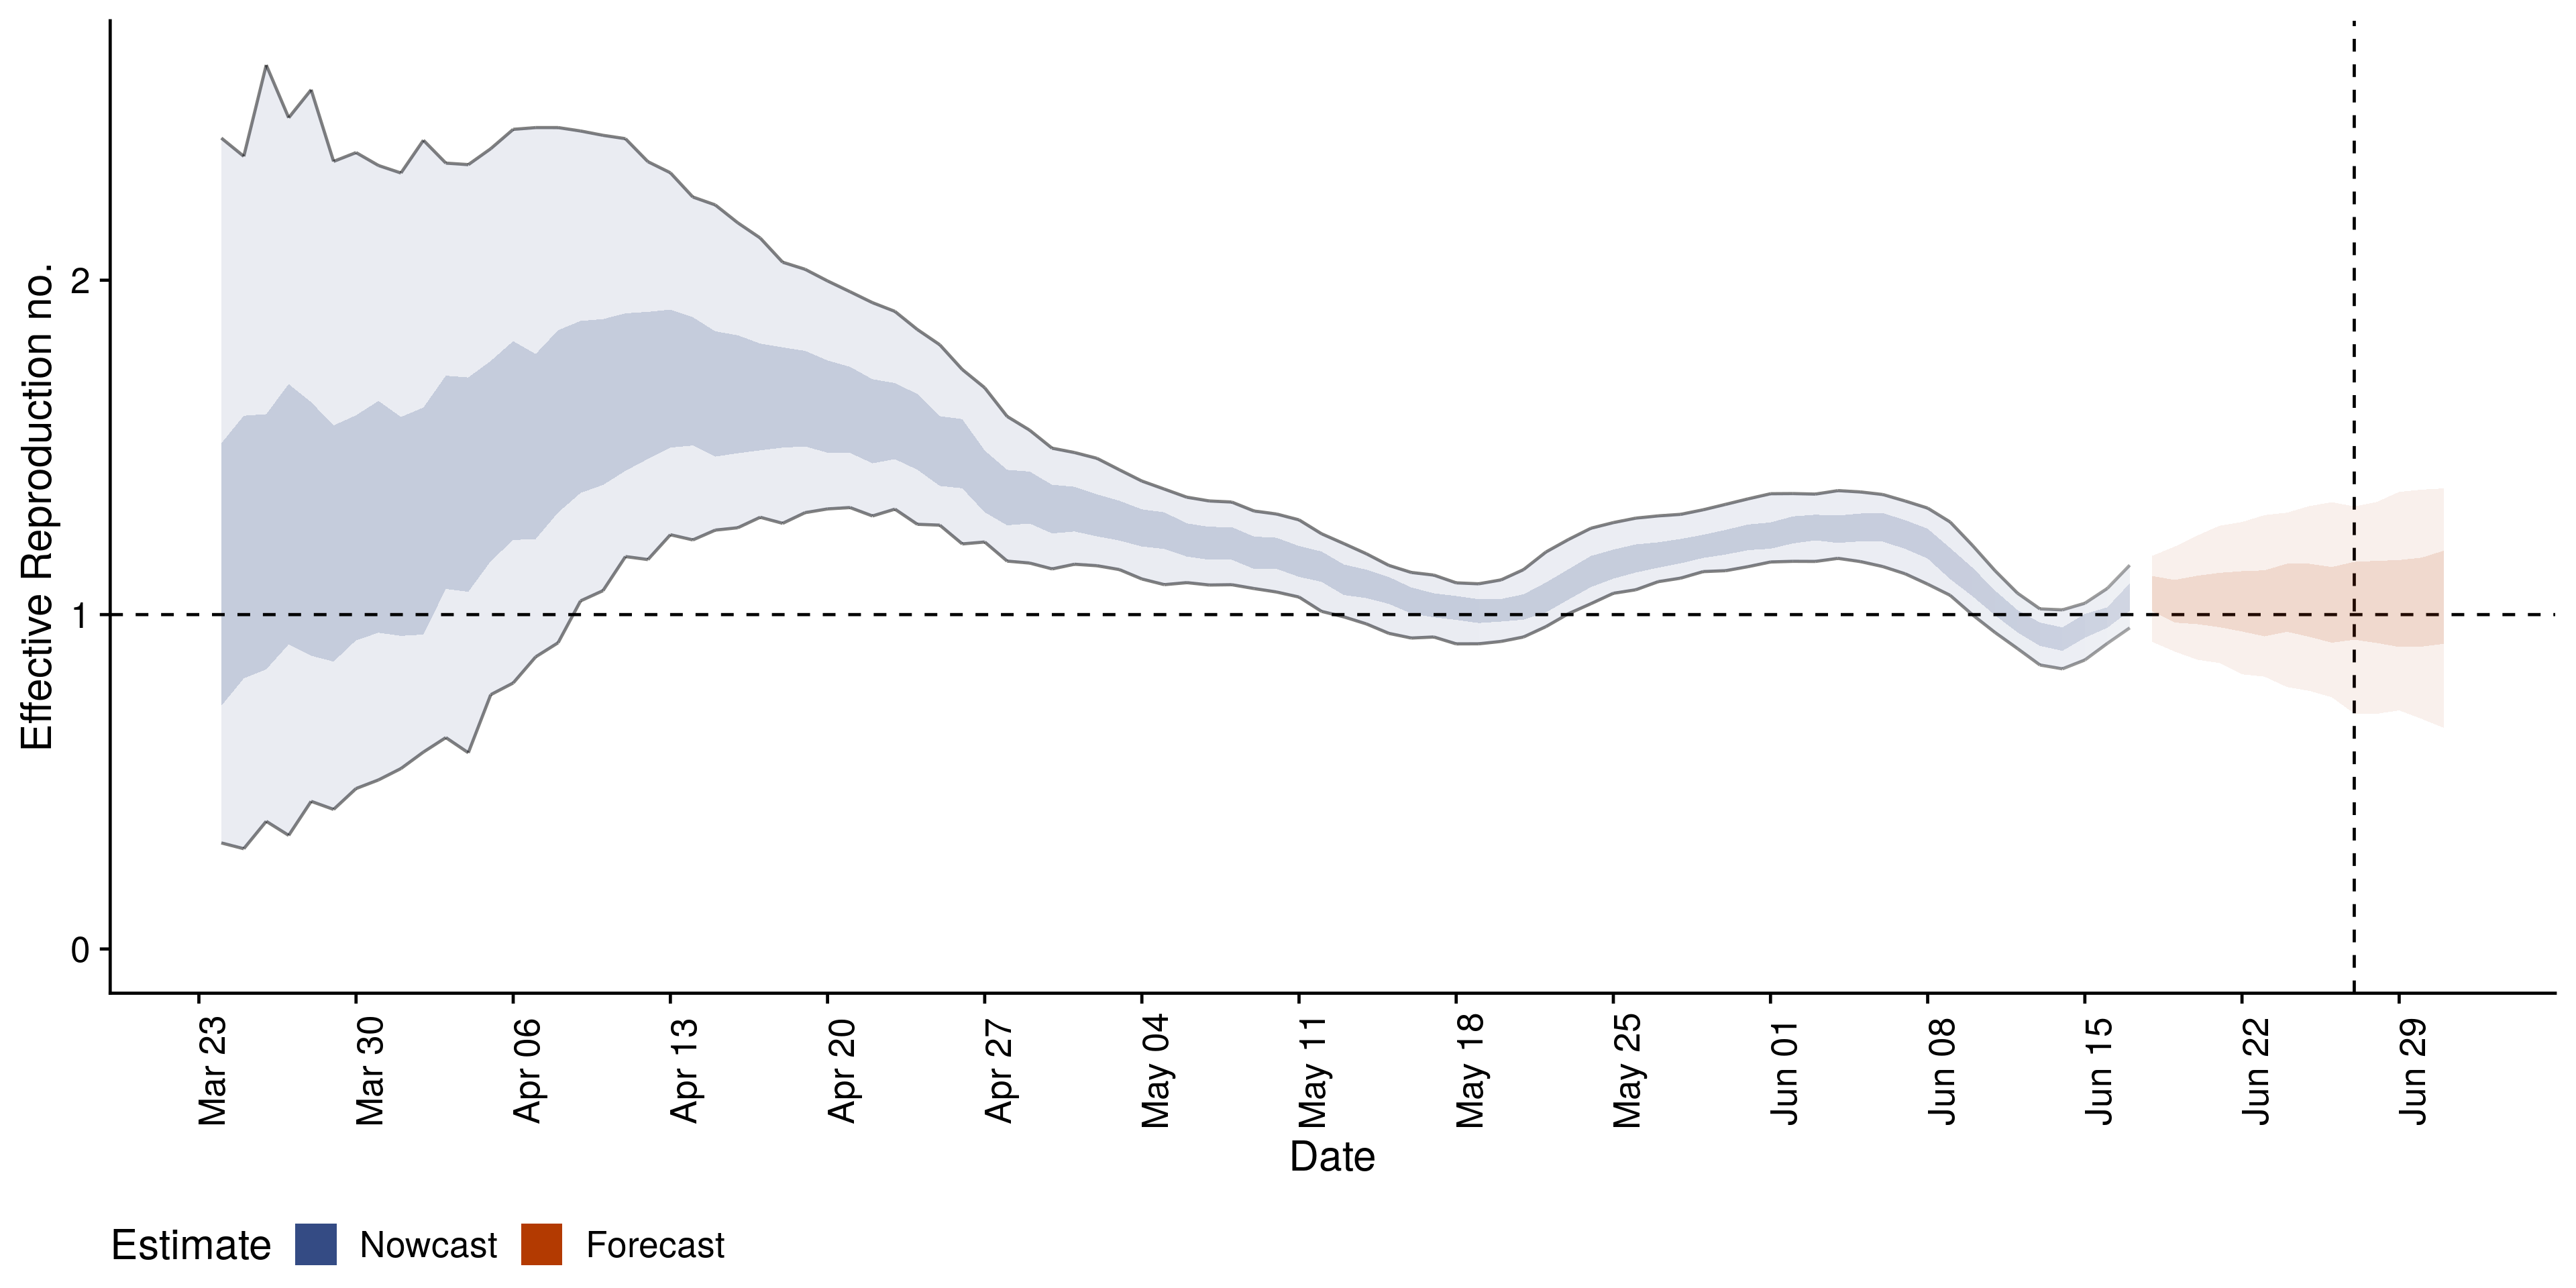 Effective Reproduction no.
2
1
0
Mar 23
Mar 30
Apr 06
Apr 13
Apr 20
Apr 27
May 04
May 11
May 18
May 25
Jun 01
Jun 08
Jun 15
Jun 22
Jun 29
Date
Estimate Nowcast Forecast